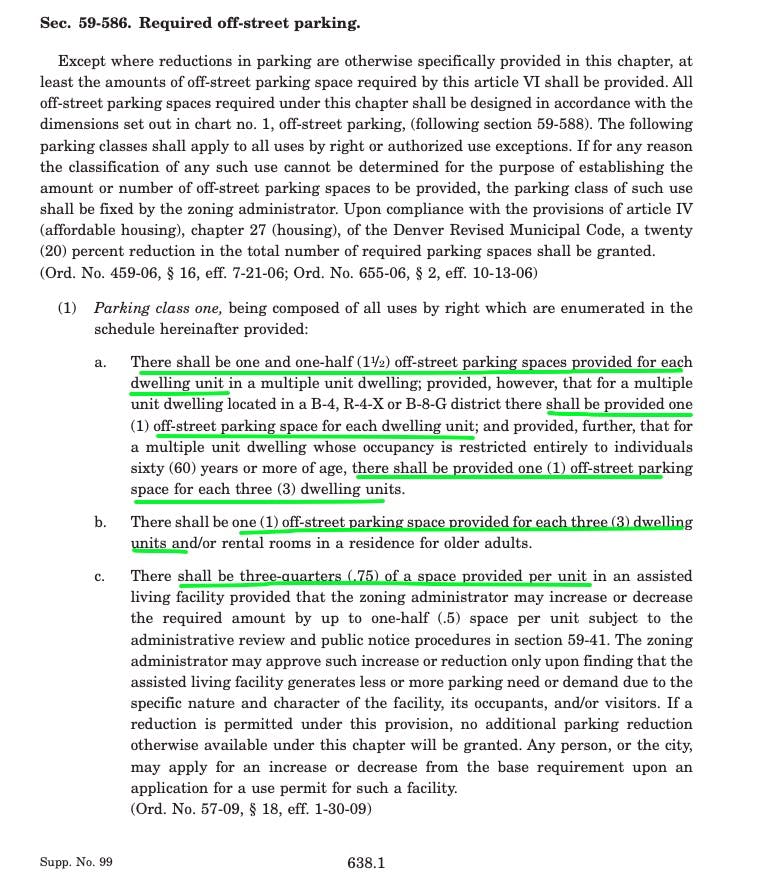 Sec. 59-586. Required off-street parking.
Except where reductions in parking are otherwise specifically provided in this chapter, at
least the amounts of off-street parking space required by this article VI shall be provided. All
off-street parking spaces required under this chapter shall be designed in accordance with the
dimensions set out in chart no. 1, off-street parking, (following section 59-588). The following
parking classes shall apply to all uses by right or authorized use exceptions. If for any reason
the classification of any such use cannot be determined for the purpose of establishing the
amount or number of off-street parking spaces to be provided, the parking class of such use
shall be fixed by the zoning administrator. Upon compliance with the provisions of article IV
(affordable housing), chapter 27 (housing), of the Denver Revised Municipal Code, a twenty
(20) percent reduction in the total number of required parking spaces shall be granted.
(Ord. No. 459-06, § 16, eff. 7-21-06; Ord. No. 655-06, § 2, eff. 10-13-06)
(1) Parking class one, being composed of all uses by right which are enumerated in the
schedule hereinafter provided:
a. There shall be one and one-half (1½) off-street parking spaces provided for each
dwelling unit in a multiple unit dwelling; provided, however, that for a multiple
unit dwelling located in a B-4, R-4-X or B-8-G district there shall be provided one
(1) off-street parking space for each dwelling unit; and provided, further, that for
a multiple unit dwelling whose occupancy is restricted entirely to individuals
sixty (60) years or more of age, there shall be provided one (1) off-street parking
space for each three (3) dwelling units.
b. There shall be one (1) off-street parking space provided for each three (3) dwelling
units and/or rental rooms in a residence for older adults.
c. There shall be three-quarters (.75) of a space provided per unit in an assisted
living facility provided that the zoning administrator may increase or decrease
the required amount by up to one-half (.5) space per unit subject to the
administrative review and public notice procedures in section 59-41. The zoning
administrator may approve such increase or reduction only upon finding that the
assisted living facility generates less or more parking need or demand due to the
specific nature and character of the facility, its occupants, and/or visitors. If a
reduction is permitted under this provision, no additional parking reduction
otherwise available under this chapter will be granted. Any person, or the city,
may apply for an increase or decrease from the base requirement upon an
application for a use permit for such a facility.
(Ord. No. 57-09, § 18, eff. 1-30-09)
Supp. No. 99 638.1